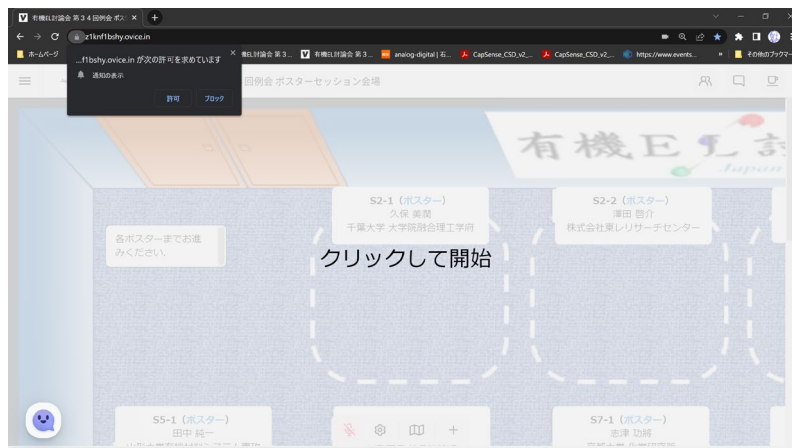 有機EL討論会 第34回例会 ポス
z1knf1bshy.ovice.in
ホームページ
機EL討論会 第3...
有機EL討論会 第3...
analog-digital | 石...
CapSense_CSD_v2_...
CapSense_CSD_v2_...
https://www.events...
»
その他のブックマー
...f1bshy.ovice.in が次の許可を求めています
通知の表示
許可
ブロック
回例会 ポスターセッション会場
有機EL討
Japan
S2-1（ポスター）
久保 美潤
千葉大学 大学院融合理工学府
S2-2（ポスター）
澤田 啓介
株式会社東レリサーチセンター
各ポスターまでお進
みください。
クリックして開始
S5-1（ポスター）
田中 純一
S7-1（ポスター）
志津 功將
京都大学 化学研究所